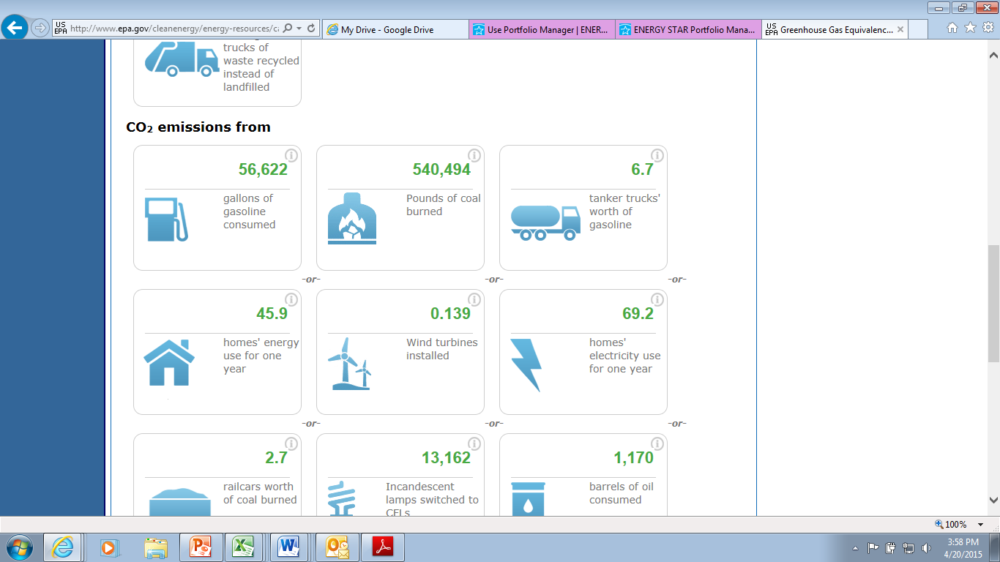 US
EPA
http://www.epa.gov/cleanenergy/energy-resources/ca
My Drive - Google Drive
Use Portfolio Manager | ENER...
ENERGY STAR Portfolio Mana...
US
EPA
Greenhouse Gas Equivalenc...
trucks of
waste recycled
instead of
landfilled
CO₂ emissions from
56,622
gallons of
gasoline
consumed
540,494
Pounds of coal
burned
6.7
tanker trucks'
worth of
gasoline
-or-
-or-
-or-
45.9
homes' energy
use for one
year
0.139
Wind turbines
installed
69.2
homes'
electricity use
for one year
-or-
-or-
-or-
2.7
railcars worth
of coal burned
13,162
Incandescent
lamps switched to
CFLs
1,170
barrels of oil
consumed
100%
3:58 PM
4/20/2015